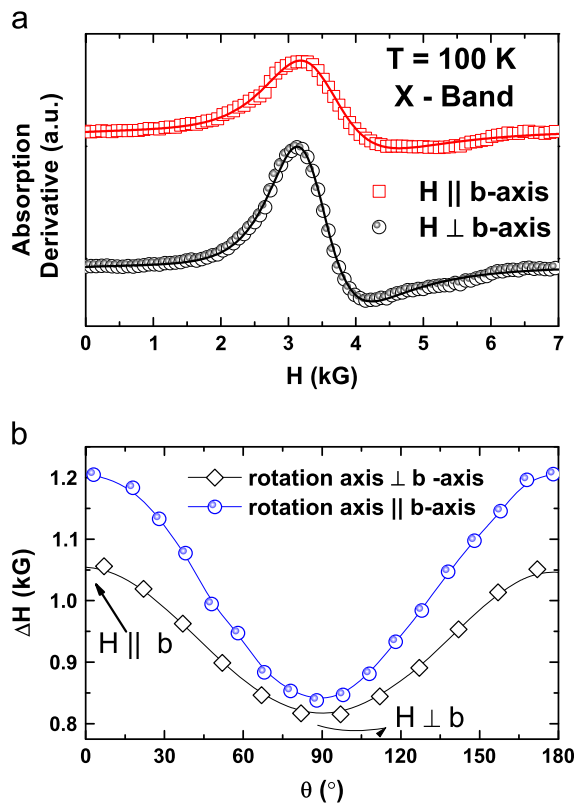 a
T = 100 K
X - Band
H || b-axis
H ⊥ b-axis
Absorption
Derivative (a.u.)
0 1 2 3 4 5 6 7
H (kG)
b
1.2
1.1
1.0
0.9
0.8
ΔH (kG)
rotation axis ⊥ b -axis
rotation axis || b-axis
H || b
H ⊥ b
0 30 60 90 120 150 180
θ (°)